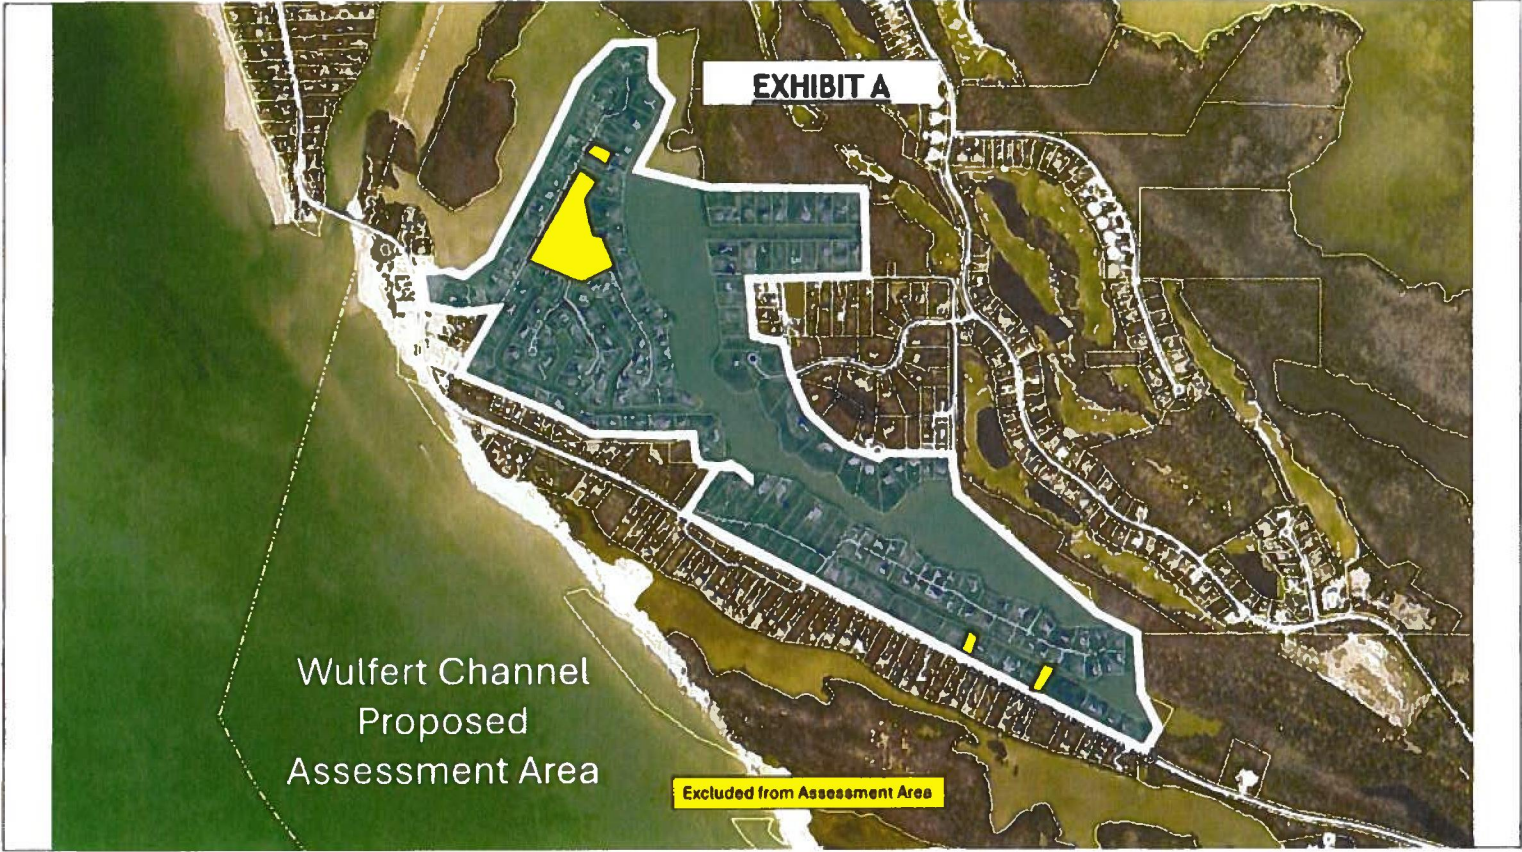 EXHIBIT A
Wulfert Channel
Proposed
Assessment Area
Excluded from Assessment Area